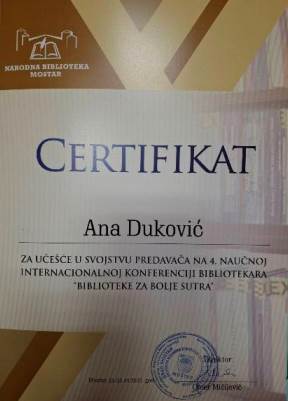 NARODNA BIBLIOTEKA
MOSTAR
CERTIFIKAT
Ana Duković
ZA UČEŠĆE U SVOJSTVU PREDAVAČA NA 4. NAUČNOJ
INTERNACIONALNOJ KONFERENCIJI BIBLIOTEKARA
"BIBLIOTEKE ZA BOLJE SUTRA"
Direktor
Mičijević